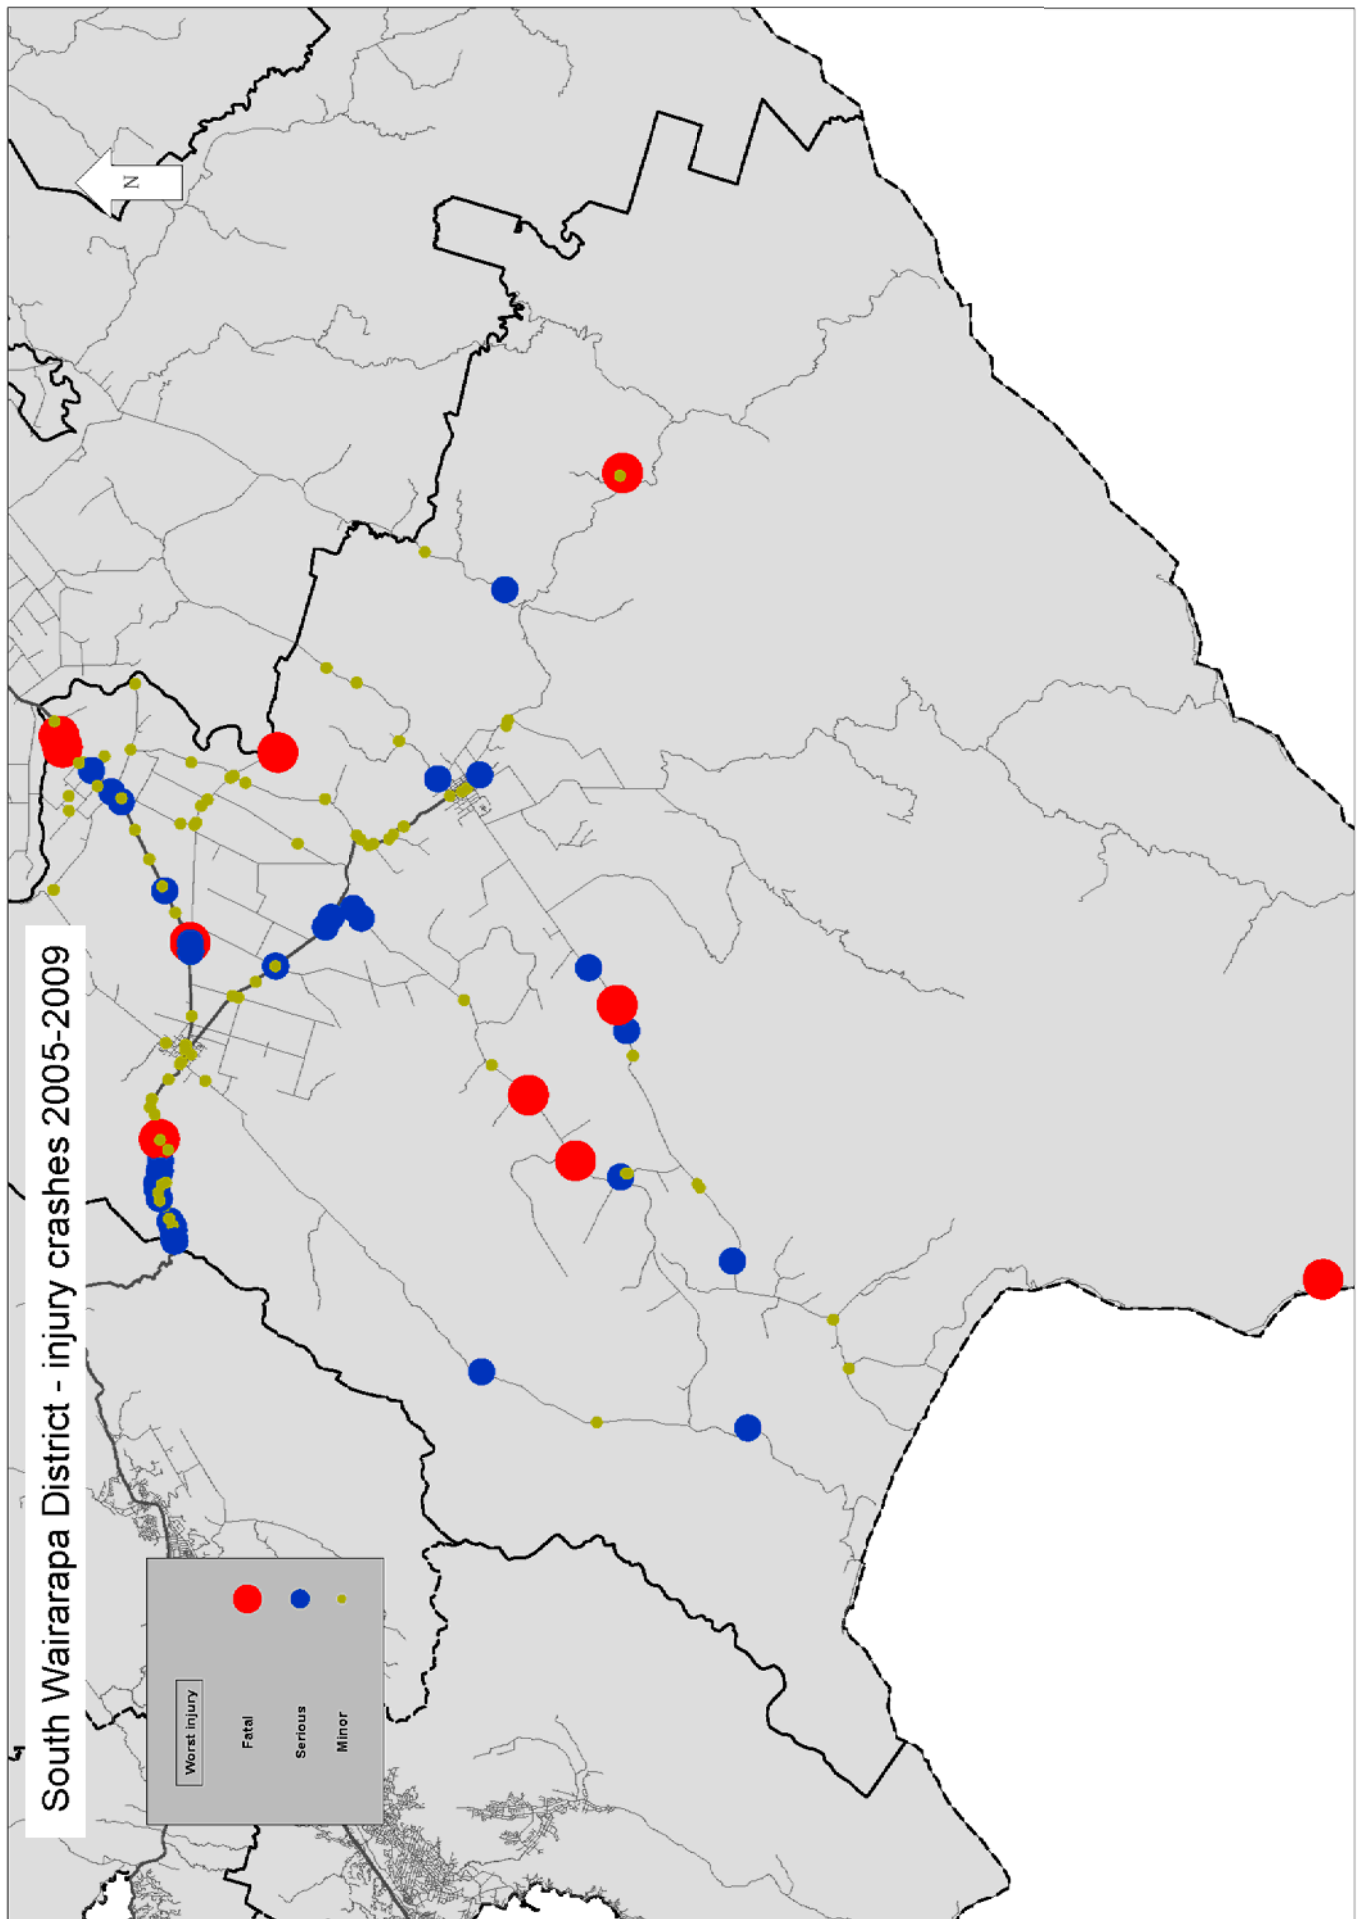 South Wairarapa District - injury crashes 2005-2009
N
Worst injury
Fatal
Serious
Minor